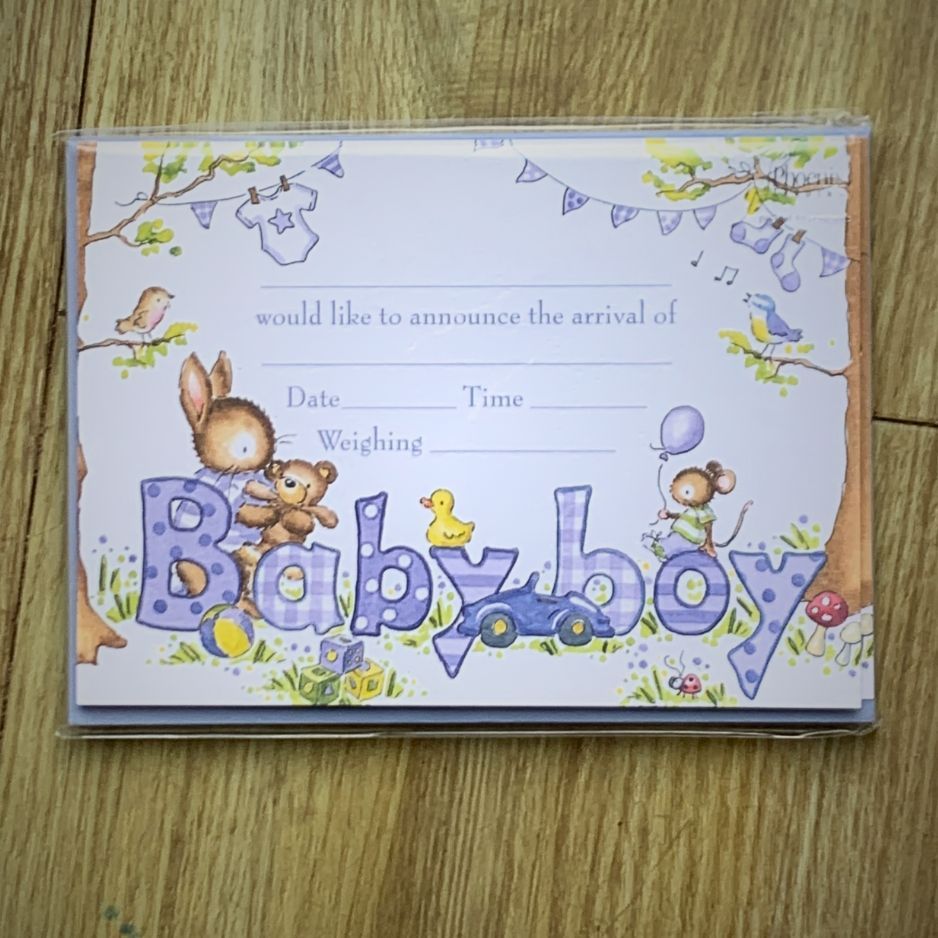 would like to announce the arrival of
Date Time
Weighing
Baby boy